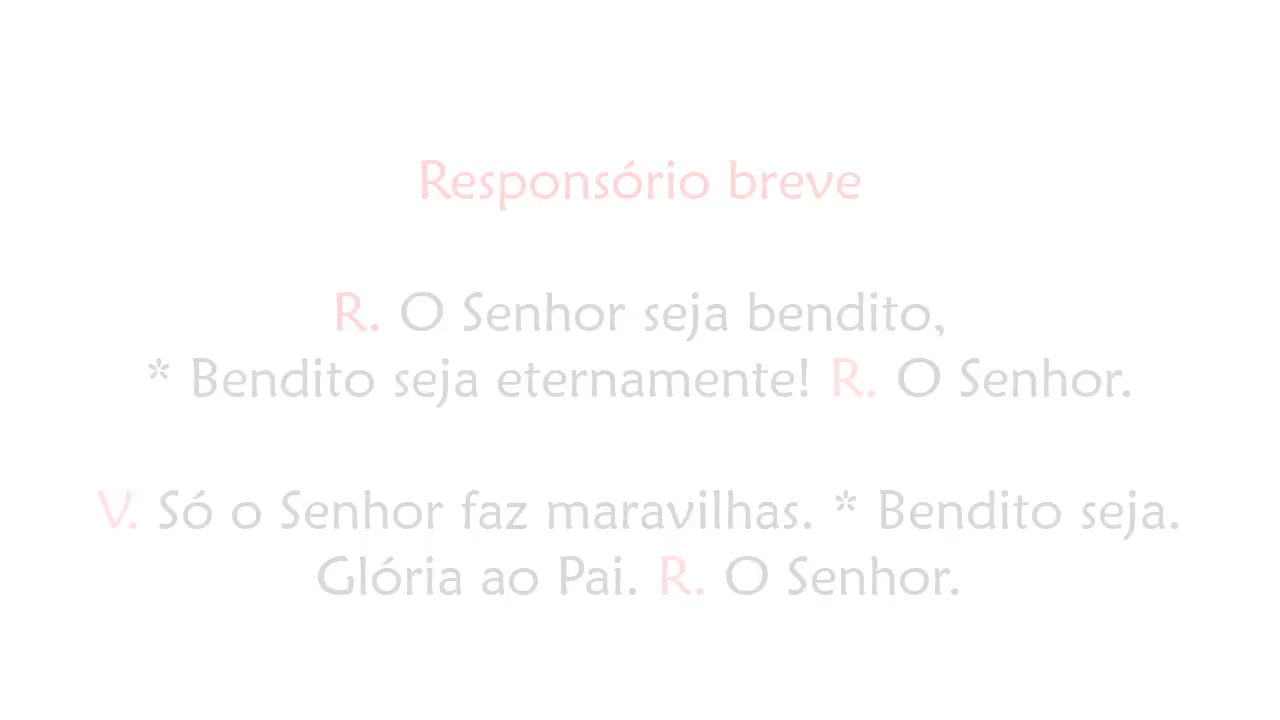 Responsório breve
R. O Senhor seja bendito,
* Bendito seja eternamente! R. O Senhor.
V. Só o Senhor faz maravilhas. * Bendito seja.
Glória ao Pai. R. O Senhor.